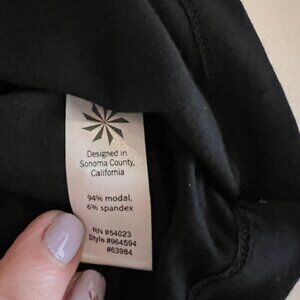 Designed in
Sonoma County,
California
94% modal,
6% spandex
RN #54023
Style #964594
#63984